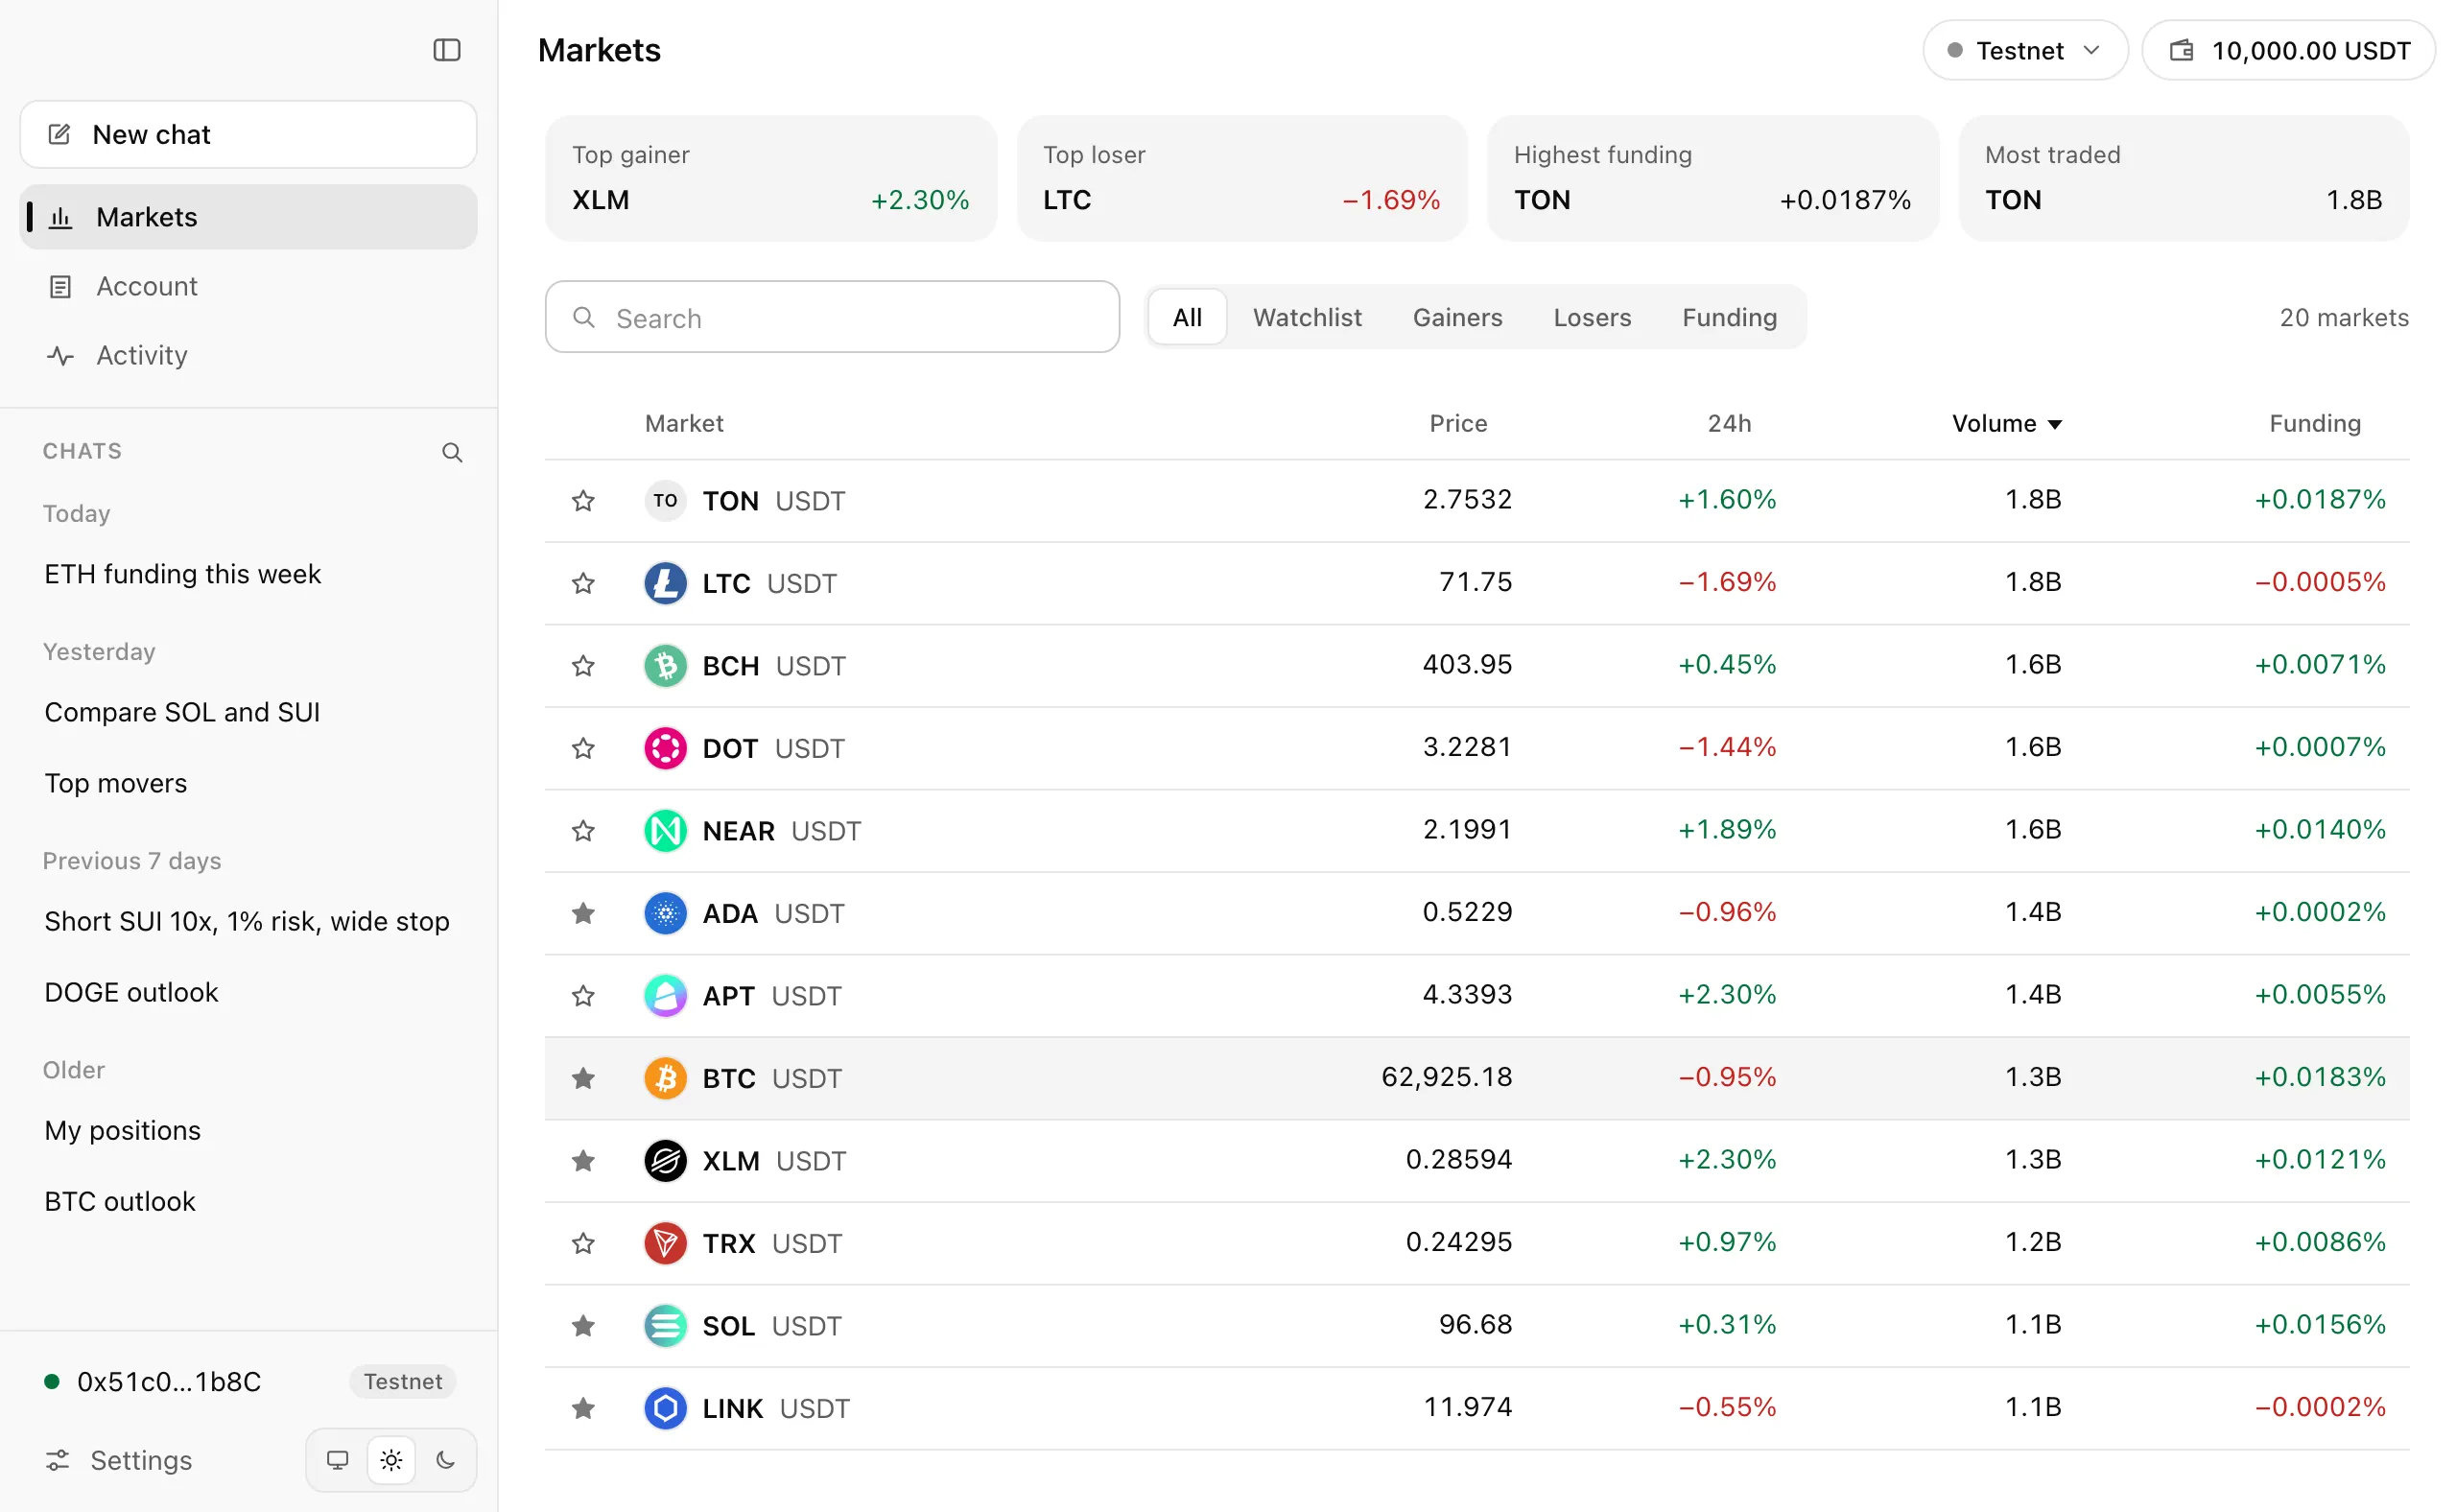 New chat
Markets
Account
Activity
CHATS
Today
ETH funding this week
Yesterday
Compare SOL and SUI
Top movers
Previous 7 days
Short SUI 10x, 1% risk, wide stop
DOGE outlook
Older
My positions
BTC outlook
0x51c0...1b8C Testnet
Settings
Markets
Testnet 10,000.00 USDT
Top gainer
XLM +2.30%
Top loser
LTC −1.69%
Highest funding
TON +0.0187%
Most traded
TON 1.8B
Search
All Watchlist Gainers Losers Funding
20 markets
Market Price 24h Volume Funding
TO TON USDT 2.7532 +1.60% 1.8B +0.0187%
LTC USDT 71.75 −1.69% 1.8B −0.0005%
BCH USDT 403.95 +0.45% 1.6B +0.0071%
DOT USDT 3.2281 −1.44% 1.6B +0.0007%
NEAR USDT 2.1991 +1.89% 1.6B +0.0140%
ADA USDT 0.5229 −0.96% 1.4B +0.0002%
APT USDT 4.3393 +2.30% 1.4B +0.0055%
BTC USDT 62,925.18 −0.95% 1.3B +0.0183%
XLM USDT 0.28594 +2.30% 1.3B +0.0121%
TRX USDT 0.24295 +0.97% 1.2B +0.0086%
SOL USDT 96.68 +0.31% 1.1B +0.0156%
LINK USDT 11.974 −0.55% 1.1B −0.0002%